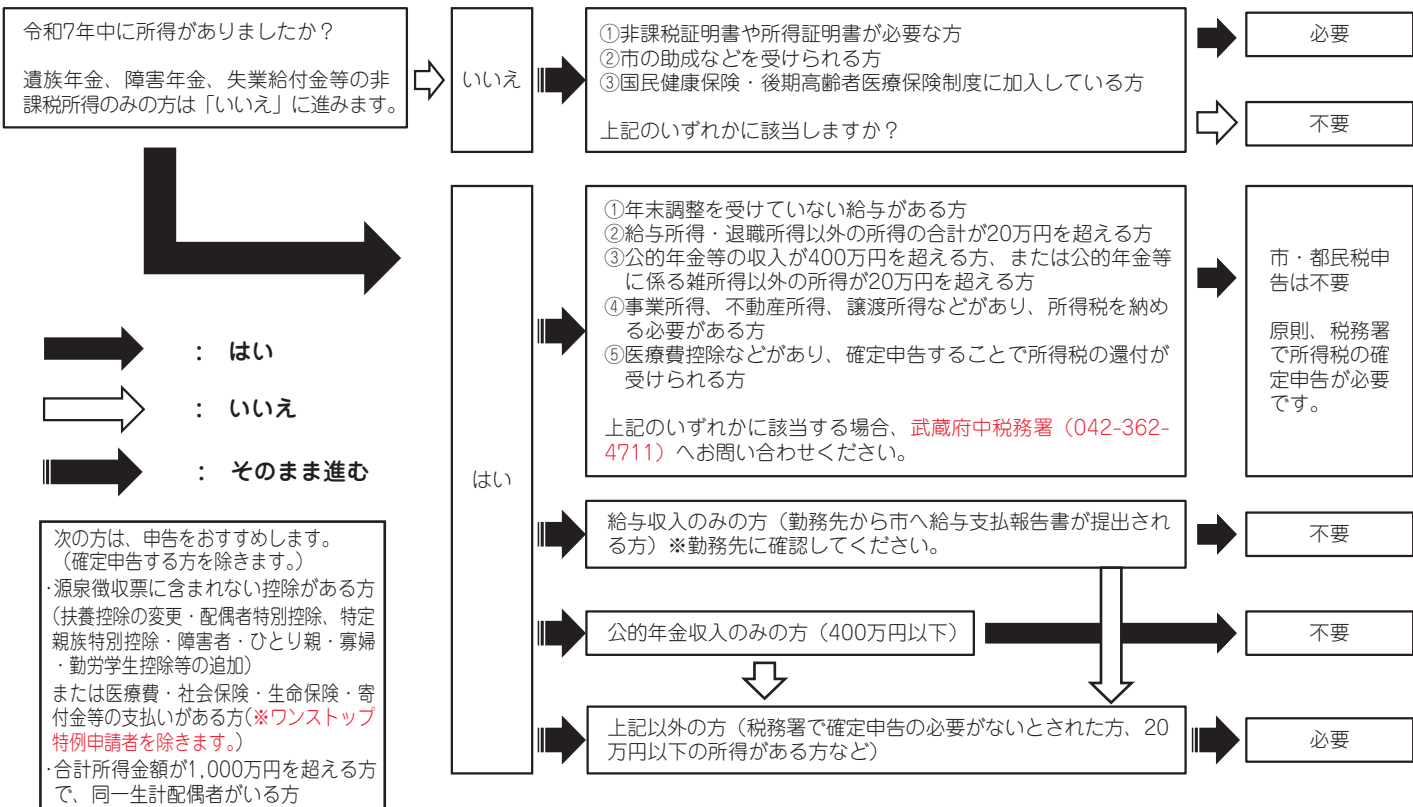 令和7年中に所得がありましたか?
遺族年金、障害年金、失業給付金等の非
課税所得のみの方は「いいえ」に進みます。
いいえ
①非課税証明書や所得証明書が必要な方
②市の助成などを受けられる方
③国民健康保険・後期高齢者医療保険制度に加入している方
上記のいずれかに該当しますか?
必要
不要
はい
①年末調整を受けていない給与がある方
②給与所得・退職所得以外の所得の合計が20万円を超える方
③公的年金等の収入が400万円を超える方、または公的年金等
に係る雑所得以外の所得が20万円を超える方
④事業所得、不動産所得、譲渡所得などがあり、所得税を納め
る必要がある方
⑤医療費控除などがあり、確定申告することで所得税の還付が
受けられる方
上記のいずれかに該当する場合、武蔵府中税務署(042-362-
4711)へお問い合わせください。
市・都民税申
告は不要
原則、税務署
で所得税の確
定申告が必要
です。
給与収入のみの方(勤務先から市へ給与支払報告書が提出され
る方)※勤務先に確認してください。
不要
公的年金収入のみの方(400万円以下)
不要
上記以外の方(税務署で確定申告の必要がないとされた方、20
万円以下の所得がある方など)
必要
: はい
: いいえ
: そのまま進む
次の方は、申告をおすすめします。
(確定申告する方を除きます。)
・源泉徴収票に含まれない控除がある方
(扶養控除の変更・配偶者特別控除、特定
親族特別控除・障害者・ひとり親・寡婦
・勤労学生控除等の追加)
または医療費・社会保険・生命保険・寄
付金等の支払いがある方(※ワンストップ
特例申請者を除きます。)
・合計所得金額が1,000万円を超える方
で、同一生計配偶者がいる方